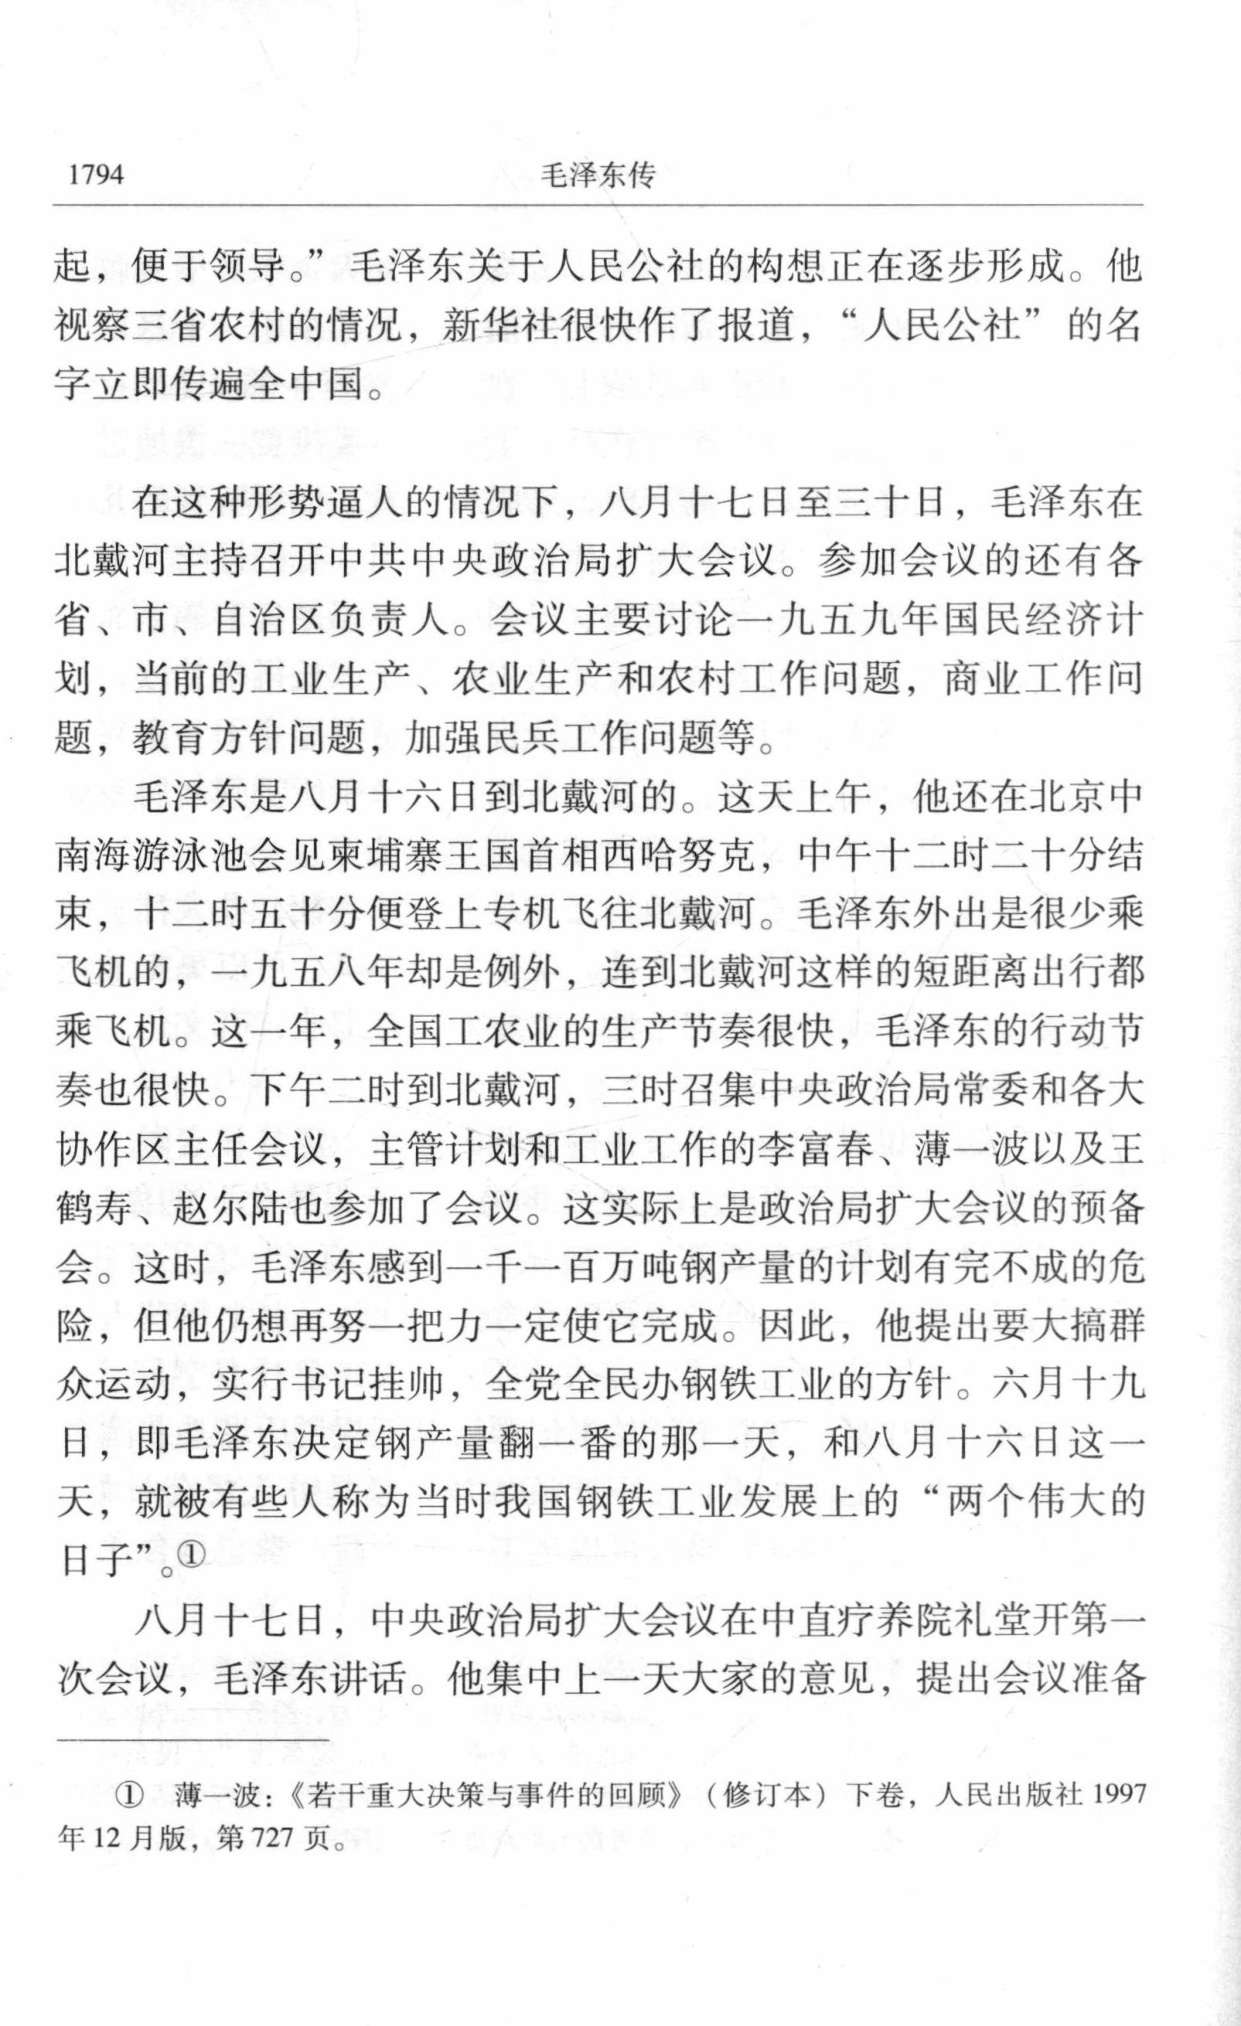 1794
毛泽东传
起，便于领导。” 毛泽东关于人民公社的构想正在逐步形成。他
视察三省农村的情况，新华社很快作了报道，“人民公社” 的名
字立即传遍全中国。
在这种形势逼人的情况下，八月十七日至三十日，毛泽东在
北戴河主持召开中共中央政治局扩大会议。参加会议的还有各
省、市、自治区负责人。会议主要讨论一九五九年国民经济计
划，当前的工业生产、农业生产和农村工作问题，商业工作问
题，教育方针问题，加强民兵工作问题等。
毛泽东是八月十六日到北戴河的。这天上午，他还在北京中
南海游泳池会见柬埔寨王国首相西哈努克，中午十二时二十分结
束，十二时五十分便登上专机飞往北戴河。毛泽东外出是很少乘
飞机的，一九五八年却是例外，连到北戴河这样的短距离出行都
乘飞机。这一年，全国工农业的生产节奏很快，毛泽东的行动节
奏也很快。下午二时到北戴河，三时召集中央政治局常委和各大
协作区主任会议，主管计划和工业工作的李富春、薄一波以及王
鹤寿、赵尔陆也参加了会议。这实际上是政治局扩大会议的预备
会。这时，毛泽东感到一千一百万吨钢产量的计划有完不成的危
险，但他仍想再努一把力一定使它完成。因此，他提出要大搞群
众运动，实行书记挂帅，全党全民办钢铁工业的方针。六月十九
日，即毛泽东决定钢产量翻一番的那一天，和八月十六日这一
天，就被有些人称为当时我国钢铁工业发展上的 “两个伟大的
日子”。①
八月十七日，中央政治局扩大会议在中直疗养院礼堂开第一
次会议，毛泽东讲话。他集中上一天大家的意见，提出会议准备
① 薄一波：《若干重大决策与事件的回顾》（修订本）下卷，人民出版社 1997
年 12 月版，第 727 页。